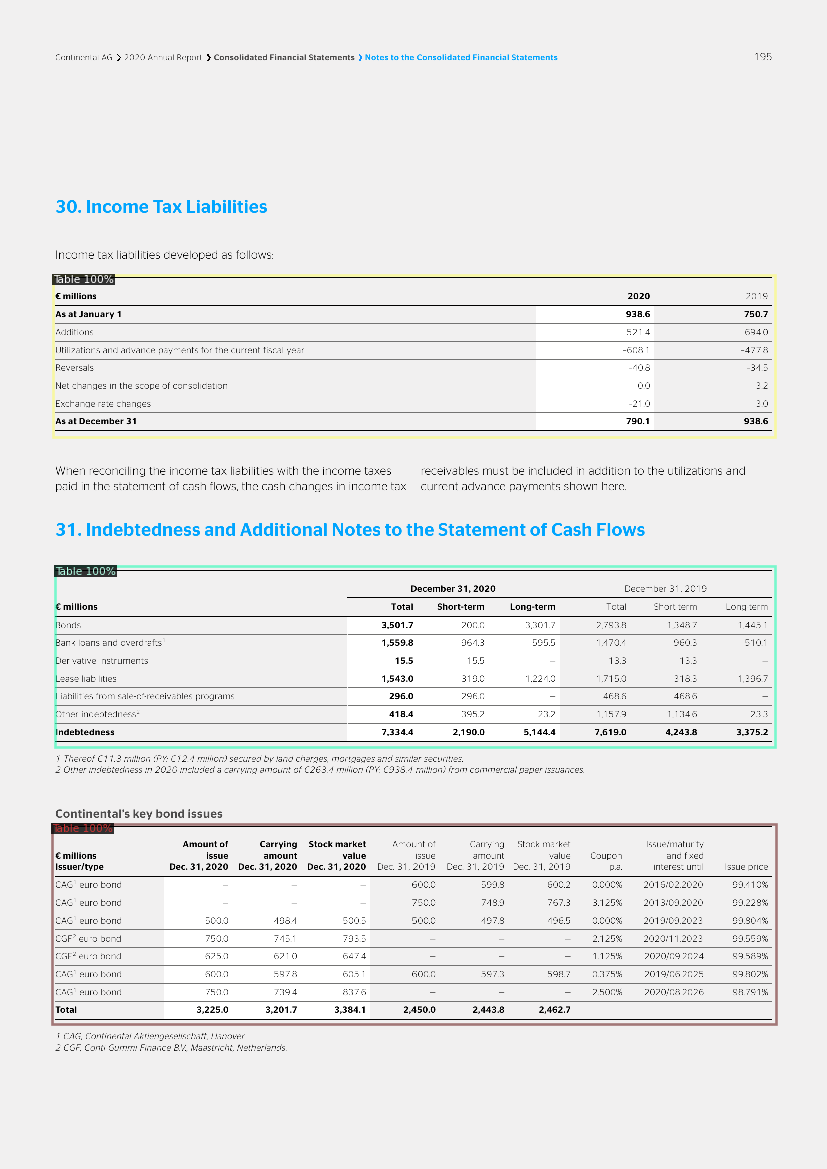 Continental AG ❯ 2020 Annual Report ❯ Consolidated Financial Statements ❯ Notes to the Consolidated Financial Statements 195
30. Income Tax Liabilities
Income tax liabilities developed as follows:
Table 100%
€ millions 2020 2019
As at January 1 938.6 750.7
Additions 521.4 694.0
Utilizations and advance payments for the current fiscal year -608.1 -477.8
Reversals -40.8 -34.5
Net changes in the scope of consolidation 0.0 3.2
Exchange rate changes -21.0 3.0
As at December 31 790.1 938.6
When reconciling the income tax liabilities with the income taxes
paid in the statement of cash flows, the cash changes in income tax
receivables must be included in addition to the utilizations and
current advance payments shown here.
31. Indebtedness and Additional Notes to the Statement of Cash Flows
Table 100%
December 31, 2020 December 31, 2019
€ millions Total Short-term Long-term Total Short-term Long-term
Bonds 3,501.7 200.0 3,301.7 2,793.8 1,348.7 1,445.1
Bank loans and overdrafts¹ 1,559.8 964.3 595.5 1,470.4 960.3 510.1
Derivative instruments 15.5 15.5 – 13.3 13.3 –
Lease liabilities 1,543.0 319.0 1,224.0 1,715.0 318.3 1,396.7
Liabilities from sale-of-receivables programs 296.0 296.0 – 468.6 468.6 –
Other indebtedness² 418.4 395.2 23.2 1,157.9 1,134.6 23.3
Indebtedness 7,334.4 2,190.0 5,144.4 7,619.0 4,243.8 3,375.2
1 Thereof €11.3 million (PY: €12.4 million) secured by land charges, mortgages and similar securities.
2 Other indebtedness in 2020 included a carrying amount of €263.4 million (PY: €938.4 million) from commercial paper issuances.
Continental's key bond issues
Table 100%
Amount of Carrying Stock market Amount of Carrying Stock market Issue/maturity
€ millions issue amount value issue amount value Coupon and fixed
Issuer/type Dec. 31, 2020 Dec. 31, 2020 Dec. 31, 2020 Dec. 31, 2019 Dec. 31, 2019 Dec. 31, 2019 p.a. interest until Issue price
CAG¹ euro bond – – – 600.0 599.8 600.2 0.000% 2016/02.2020 99.410%
CAG¹ euro bond – – – 750.0 748.9 767.3 3.125% 2013/09.2020 99.228%
CAG¹ euro bond 500.0 498.4 500.5 500.0 497.8 496.5 0.000% 2019/09.2023 99.804%
CGF² euro bond 750.0 745.1 793.5 – – – 2.125% 2020/11.2023 99.559%
CGF² euro bond 625.0 621.0 647.4 – – – 1.125% 2020/09.2024 99.589%
CAG¹ euro bond 600.0 597.8 605.1 600.0 597.3 598.7 0.375% 2019/06.2025 99.802%
CAG¹ euro bond 750.0 739.4 837.6 – – – 2.500% 2020/08.2026 98.791%
Total 3,225.0 3,201.7 3,384.1 2,450.0 2,443.8 2,462.7
1 CAG, Continental Aktiengesellschaft, Hanover.
2 CGF, Conti-Gummi Finance B.V., Maastricht, Netherlands.